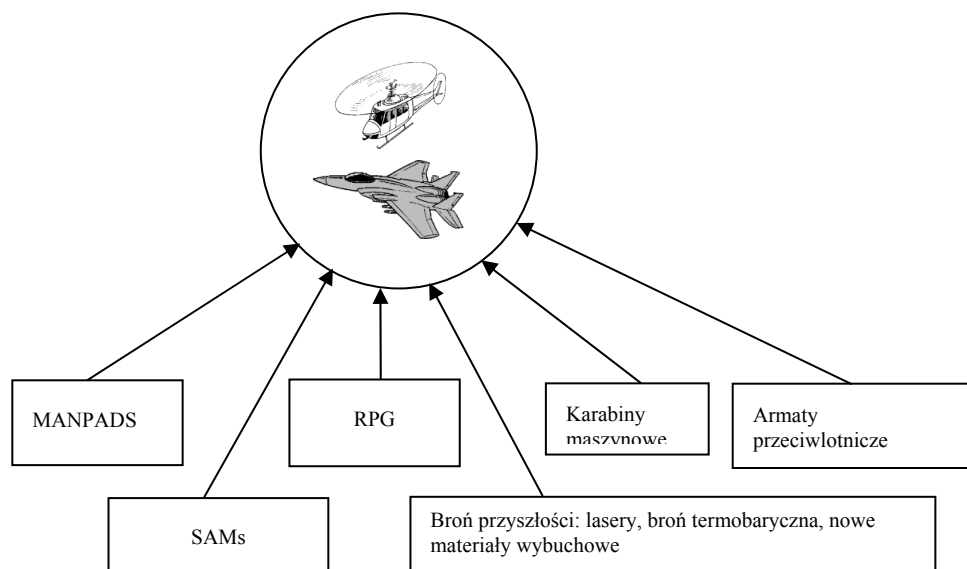 MANPADS
RPG
Karabiny
maszynowe
Armaty
przeciwlotnicze
SAMs
Broń przyszłości: lasery, broń termobaryczna, nowe
materiały wybuchowe